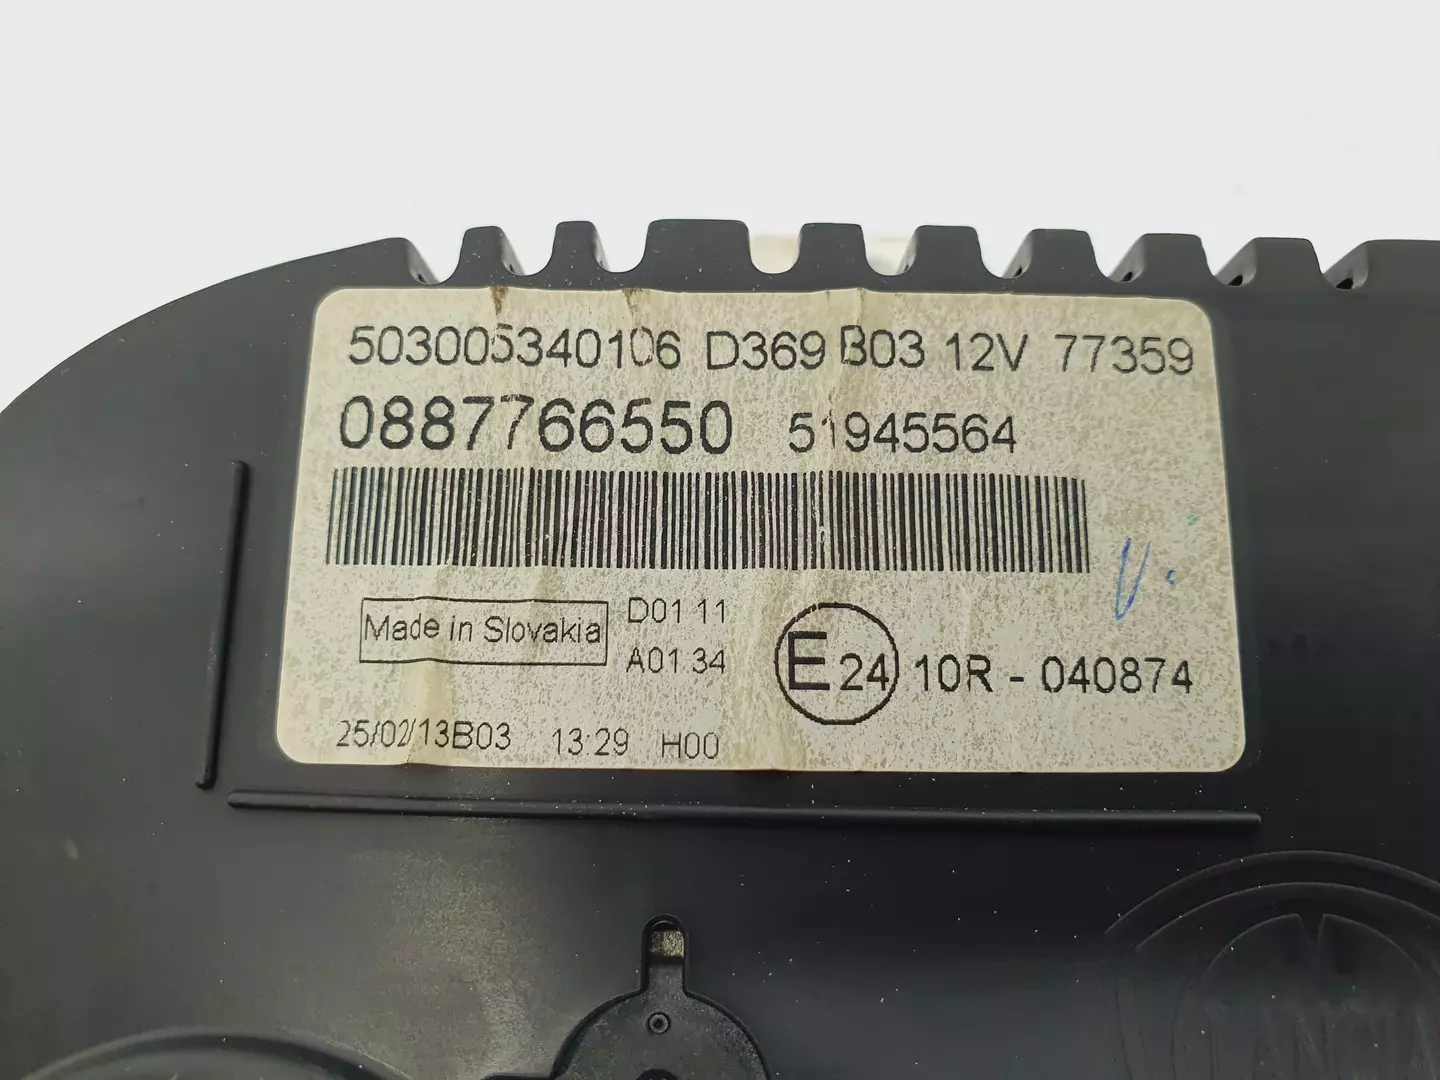 503005340106 D369 B03 12V 77359
0887766550 51945564
Made in Slovakia
D01 11
A01 34
E24 10R - 040874
25/02/13B03 13:29 H00
LANCIA